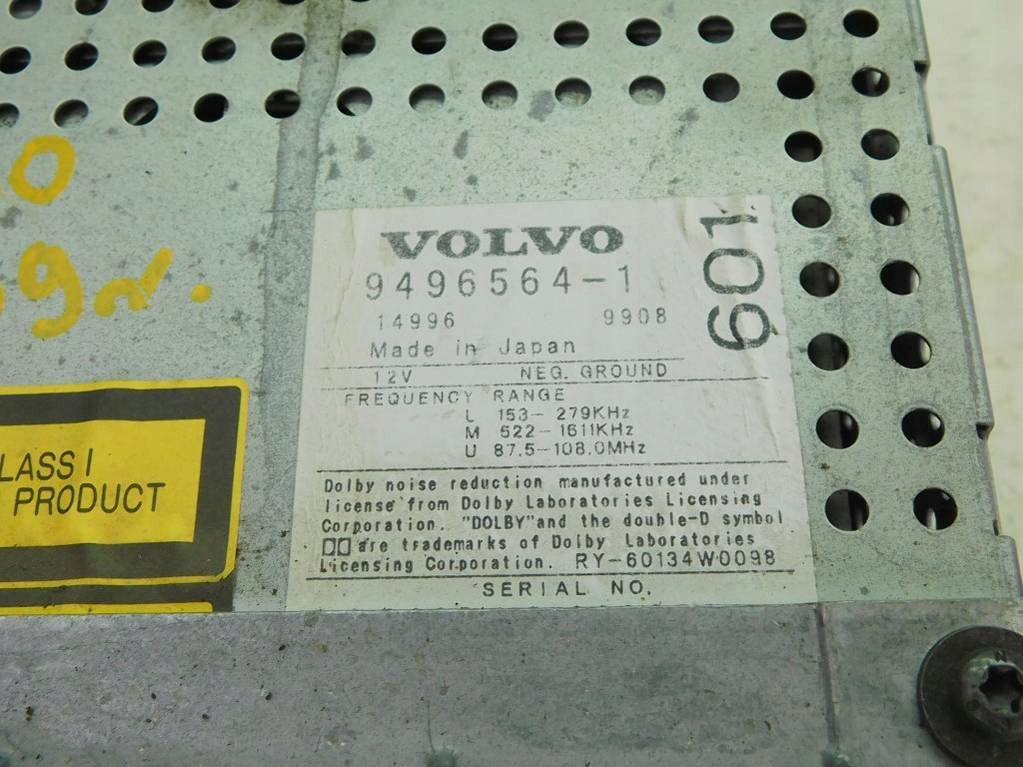 VOLVO
9496564-1
601
14996 9908
Made in Japan
12V NEG. GROUND
FREQUENCY RANGE
L 153-279KHz
M 522-1611KHz
U 87.5-108.0MHz
Dolby noise reduction manufactured under
license from Dolby Laboratories Licensing
Corporation. "DOLBY" and the double-D symbol
are trademarks of Dolby Laboratories
Licensing Corporation. RY-60134W0098
SERIAL NO.
LASS I
PRODUCT